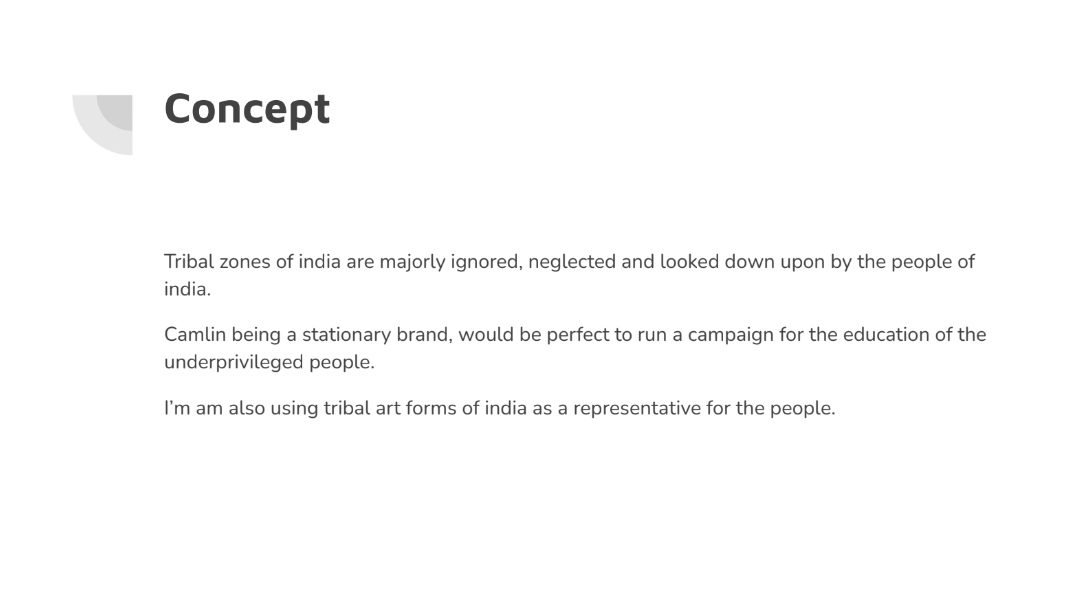 Concept
Tribal zones of india are majorly ignored, neglected and looked down upon by the people of
india.
Camlin being a stationary brand, would be perfect to run a campaign for the education of the
underprivileged people.
I'm am also using tribal art forms of india as a representative for the people.